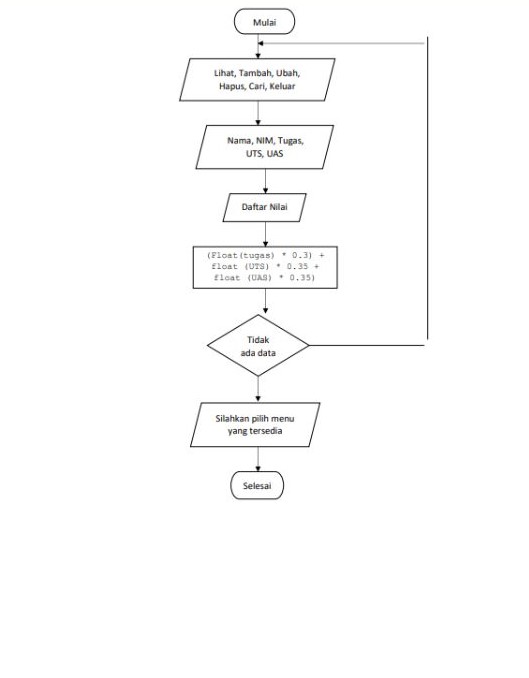 Mulai
Lihat, Tambah, Ubah,
Hapus, Cari, Keluar
Nama, NIM, Tugas,
UTS, UAS
Daftar Nilai
(Float(tugas) * 0.3) +
float (UTS) * 0.35 +
float (UAS) * 0.35)
Tidak
ada data
Silahkan pilih menu
yang tersedia
Selesai